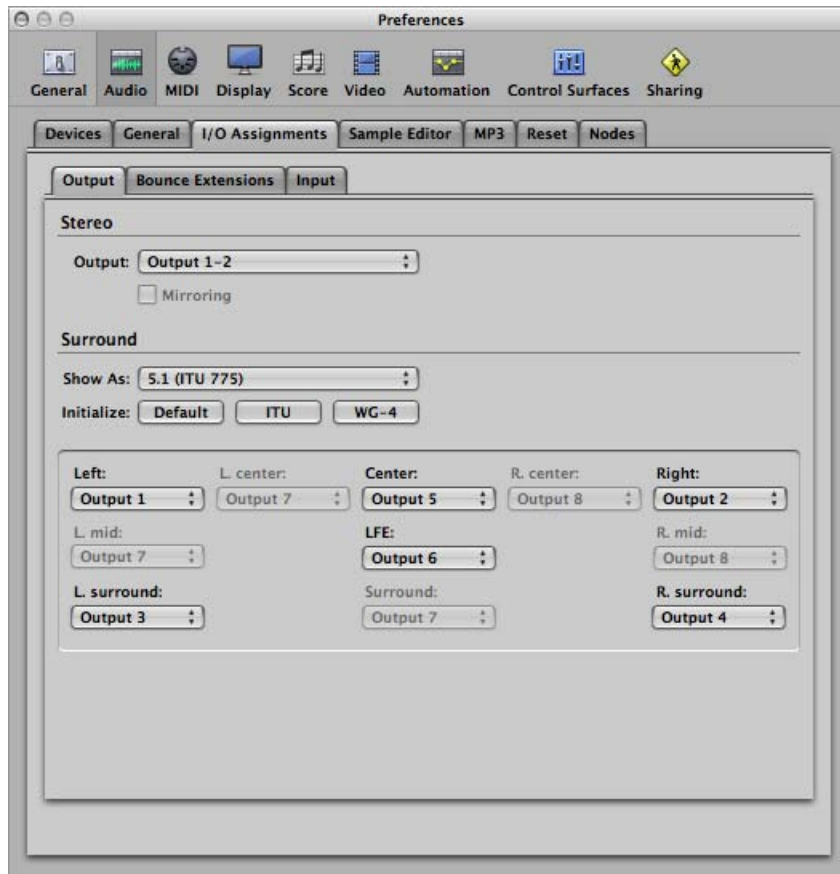 Preferences
General Audio MIDI Display Score Video Automation Control Surfaces Sharing
Devices General I/O Assignments Sample Editor MP3 Reset Nodes
Output Bounce Extensions Input
Stereo
Output: Output 1-2
Mirroring
Surround
Show As: 5.1 (ITU 775)
Initialize: Default ITU WG-4
Left: L. center: Center: R. center: Right:
Output 1 Output 7 Output 5 Output 8 Output 2
L. mid: LFE: R. mid:
Output 7 Output 6 Output 8
L. surround: Surround: R. surround:
Output 3 Output 7 Output 4